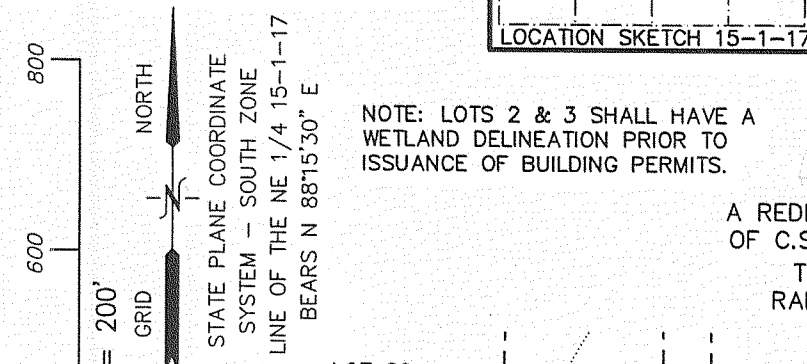 800
600
= 200'
GRID NORTH
N
STATE PLANE COORDINATE
SYSTEM – SOUTH ZONE
LINE OF THE NE 1/4 15–1–17
BEARS N 88°15'30" E
LOCATION SKETCH 15–1–17
NOTE: LOTS 2 & 3 SHALL HAVE A
WETLAND DELINEATION PRIOR TO
ISSUANCE OF BUILDING PERMITS.
A
OF C.S
T